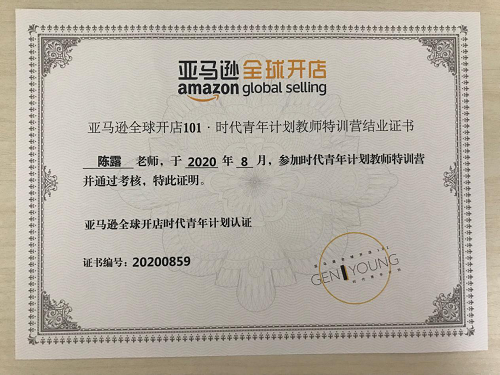 亚马逊全球开店
amazon global selling
亚马逊全球开店101·时代青年计划教师特训营结业证书
陈露 老师，于 2020 年 8 月，参加时代青年计划教师特训营
并通过考核，特此证明。
亚马逊全球开店时代青年计划认证
证书编号：20200859
GEN YOUNG